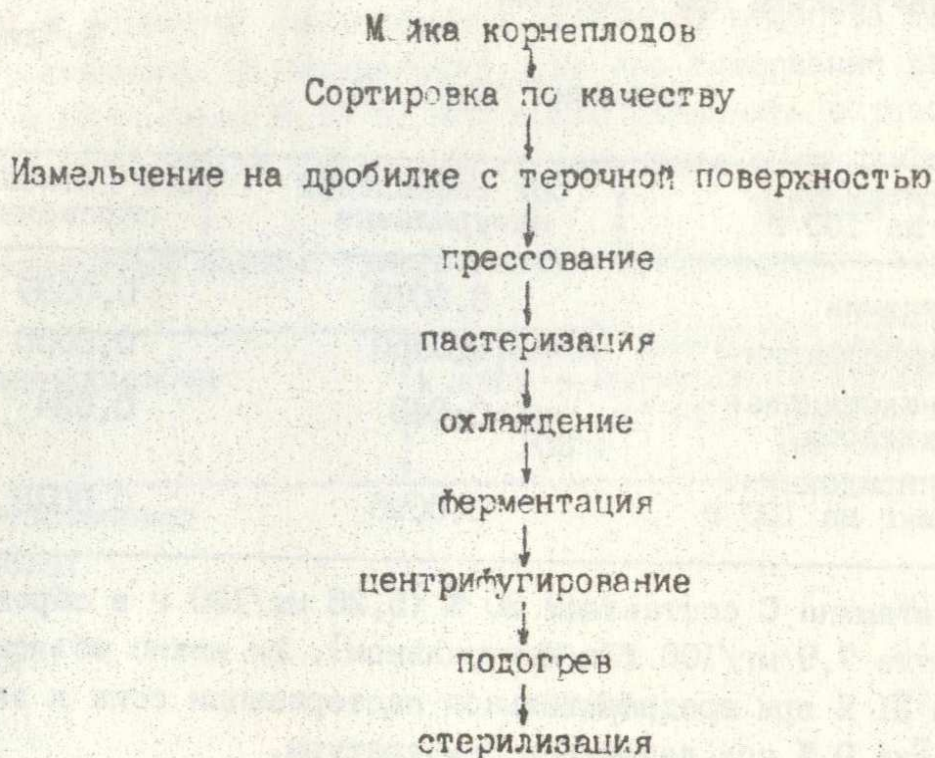 Мойка корнеплодов
Сортировка по качеству
Измельчение на дробилке с терочной поверхностью
прессование
пастеризация
охлаждение
ферментация
центрифугирование
подогрев
стерилизация